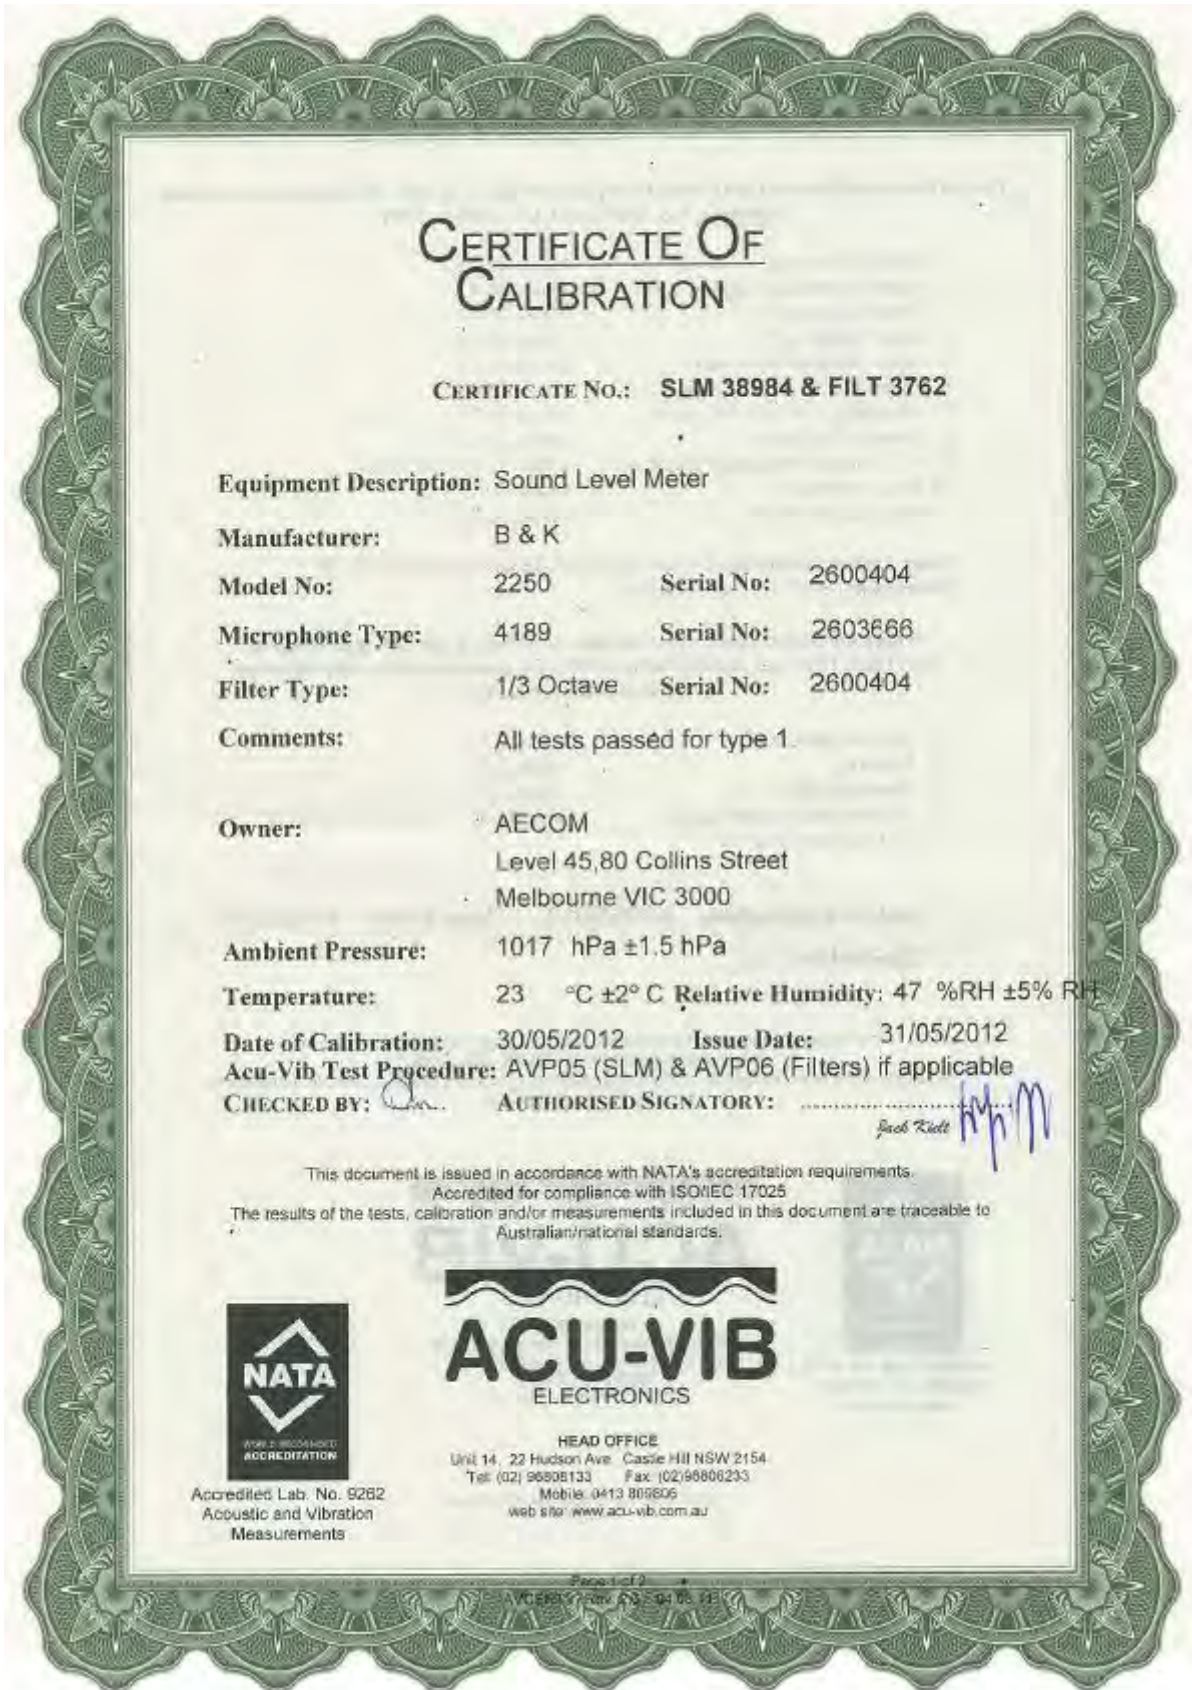 CERTIFICATE OF
CALIBRATION
CERTIFICATE NO.: SLM 38984 & FILT 3762
Equipment Description: Sound Level Meter
Manufacturer: B & K
Model No: 2250 Serial No: 2600404
Microphone Type: 4189 Serial No: 2603666
Filter Type: 1/3 Octave Serial No: 2600404
Comments: All tests passed for type 1.
Owner: AECOM
Level 45,80 Collins Street
Melbourne VIC 3000
Ambient Pressure: 1017 hPa ±1.5 hPa
Temperature: 23 °C ±2° C Relative Humidity: 47 %RH ±5% RH
Date of Calibration: 30/05/2012 Issue Date: 31/05/2012
Acu-Vib Test Procedure: AVP05 (SLM) & AVP06 (Filters) if applicable
CHECKED BY: AUTHORISED SIGNATORY:
Jack Kielt
This document is issued in accordance with NATA's accreditation requirements.
Accredited for compliance with ISO/IEC 17025
The results of the tests, calibration and/or measurements included in this document are traceable to
Australian/national standards.
NATA
WORLD RECOGNISED
ACCREDITATION
Accredited Lab. No. 9262
Acoustic and Vibration
Measurements
ACU-VIB
ELECTRONICS
HEAD OFFICE
Unit 14, 22 Hudson Ave Castle Hill NSW 2154
Tel: (02) 96808133 Fax: (02)96808233
Mobile: 0413 809806
web site: www.acu-vib.com.au
Page 1 of 2